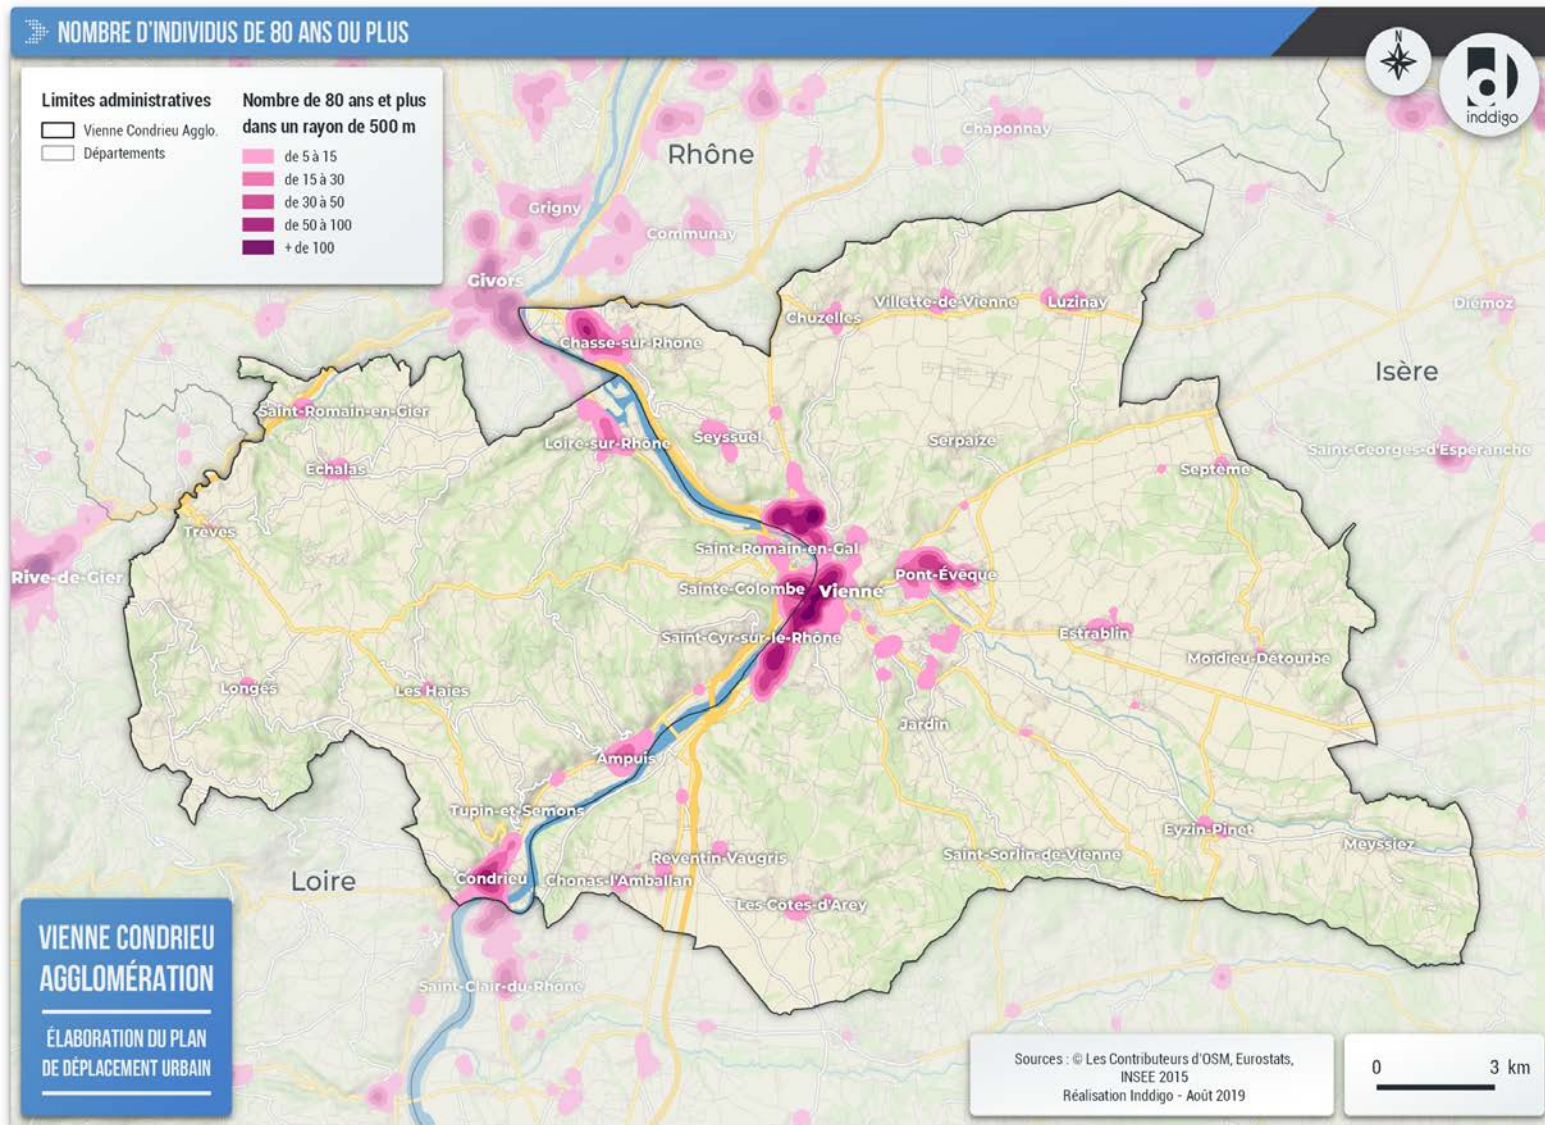 NOMBRE D'INDIVIDUS DE 80 ANS OU PLUS
N
inddigo
Limites administratives
Vienne Condrieu Agglo.
Départements
Nombre de 80 ans et plus
dans un rayon de 500 m
de 5 à 15
de 15 à 30
de 30 à 50
de 50 à 100
+ de 100
Chaponnay
Rhône
Grigny
Communay
Givors
Villette-de-Vienne
Luzinay
Diémoz
Chuzelles
Chasse-sur-Rhône
Isère
Saint-Romain-en-Gier
Loire-sur-Rhône
Seyssuel
Serpaize
Saint-Georges-d'Esperanche
Echalas
Septème
Trèves
Saint-Romain-en-Gal
Rive-de-Gier
Pont-Évêque
Sainte-Colombe
Vienne
Saint-Cyr-sur-le-Rhône
Estrablin
Moidieu-Détourbe
Longes
Les Haies
Jardin
Ampuis
Tupin-et-Semons
Eyzin-Pinet
Meyssiez
Reventin-Vaugris
Saint-Sorlin-de-Vienne
Loire
Condrieu
Chonas-l'Amballan
Les Côtes-d'Arey
Saint-Clair-du-Rhône
VIENNE CONDRIEU
AGGLOMÉRATION
ÉLABORATION DU PLAN
DE DÉPLACEMENT URBAIN
Sources : © Les Contributeurs d'OSM, Eurostats,
INSEE 2015
Réalisation Inddigo - Août 2019
0 3 km